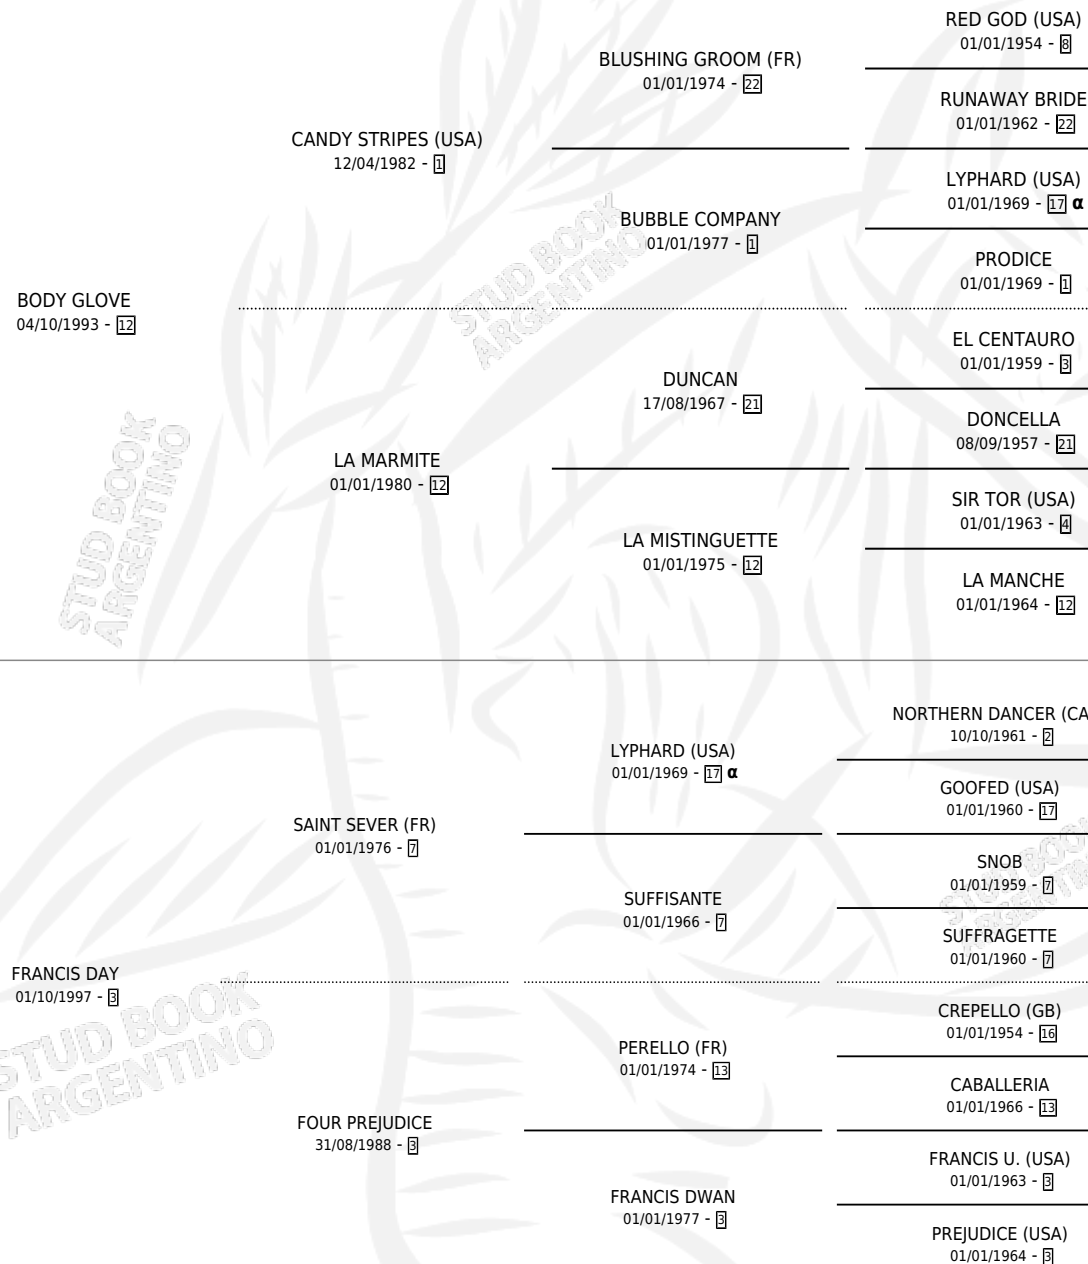 RED GOD (USA)
01/01/1954 - 8
BLUSHING GROOM (FR)
01/01/1974 - 22
RUNAWAY BRIDE
01/01/1962 - 22
CANDY STRIPES (USA)
12/04/1982 - 1
LYPHARD (USA)
01/01/1969 - 17 α
BUBBLE COMPANY
01/01/1977 - 1
PRODICE
01/01/1969 - 1
STUD BOOK
ARGENTINO
BODY GLOVE
04/10/1993 - 12
EL CENTAURO
01/01/1959 - 3
DUNCAN
17/08/1967 - 21
DONCELLA
08/09/1957 - 21
LA MARMITE
01/01/1980 - 12
SIR TOR (USA)
01/01/1963 - 4
LA MISTINGUETTE
01/01/1975 - 12
LA MANCHE
01/01/1964 - 12
STUD BOOK
ARGENTINO
NORTHERN DANCER (CA
10/10/1961 - 2
LYPHARD (USA)
01/01/1969 - 17 α
GOOFED (USA)
01/01/1960 - 17
SAINT SEVER (FR)
01/01/1976 - 7
SNOB
01/01/1959 - 7
SUFFISANTE
01/01/1966 - 7
SUFFRAGETTE
01/01/1960 - 7
FRANCIS DAY
01/10/1997 - 3
CREPELLO (GB)
01/01/1954 - 16
PERELLO (FR)
01/01/1974 - 13
CABALLERIA
01/01/1966 - 13
FOUR PREJUDICE
31/08/1988 - 3
FRANCIS U. (USA)
01/01/1963 - 3
FRANCIS DWAN
01/01/1977 - 3
PREJUDICE (USA)
01/01/1964 - 3
STUD BOOK
ARGENTINO